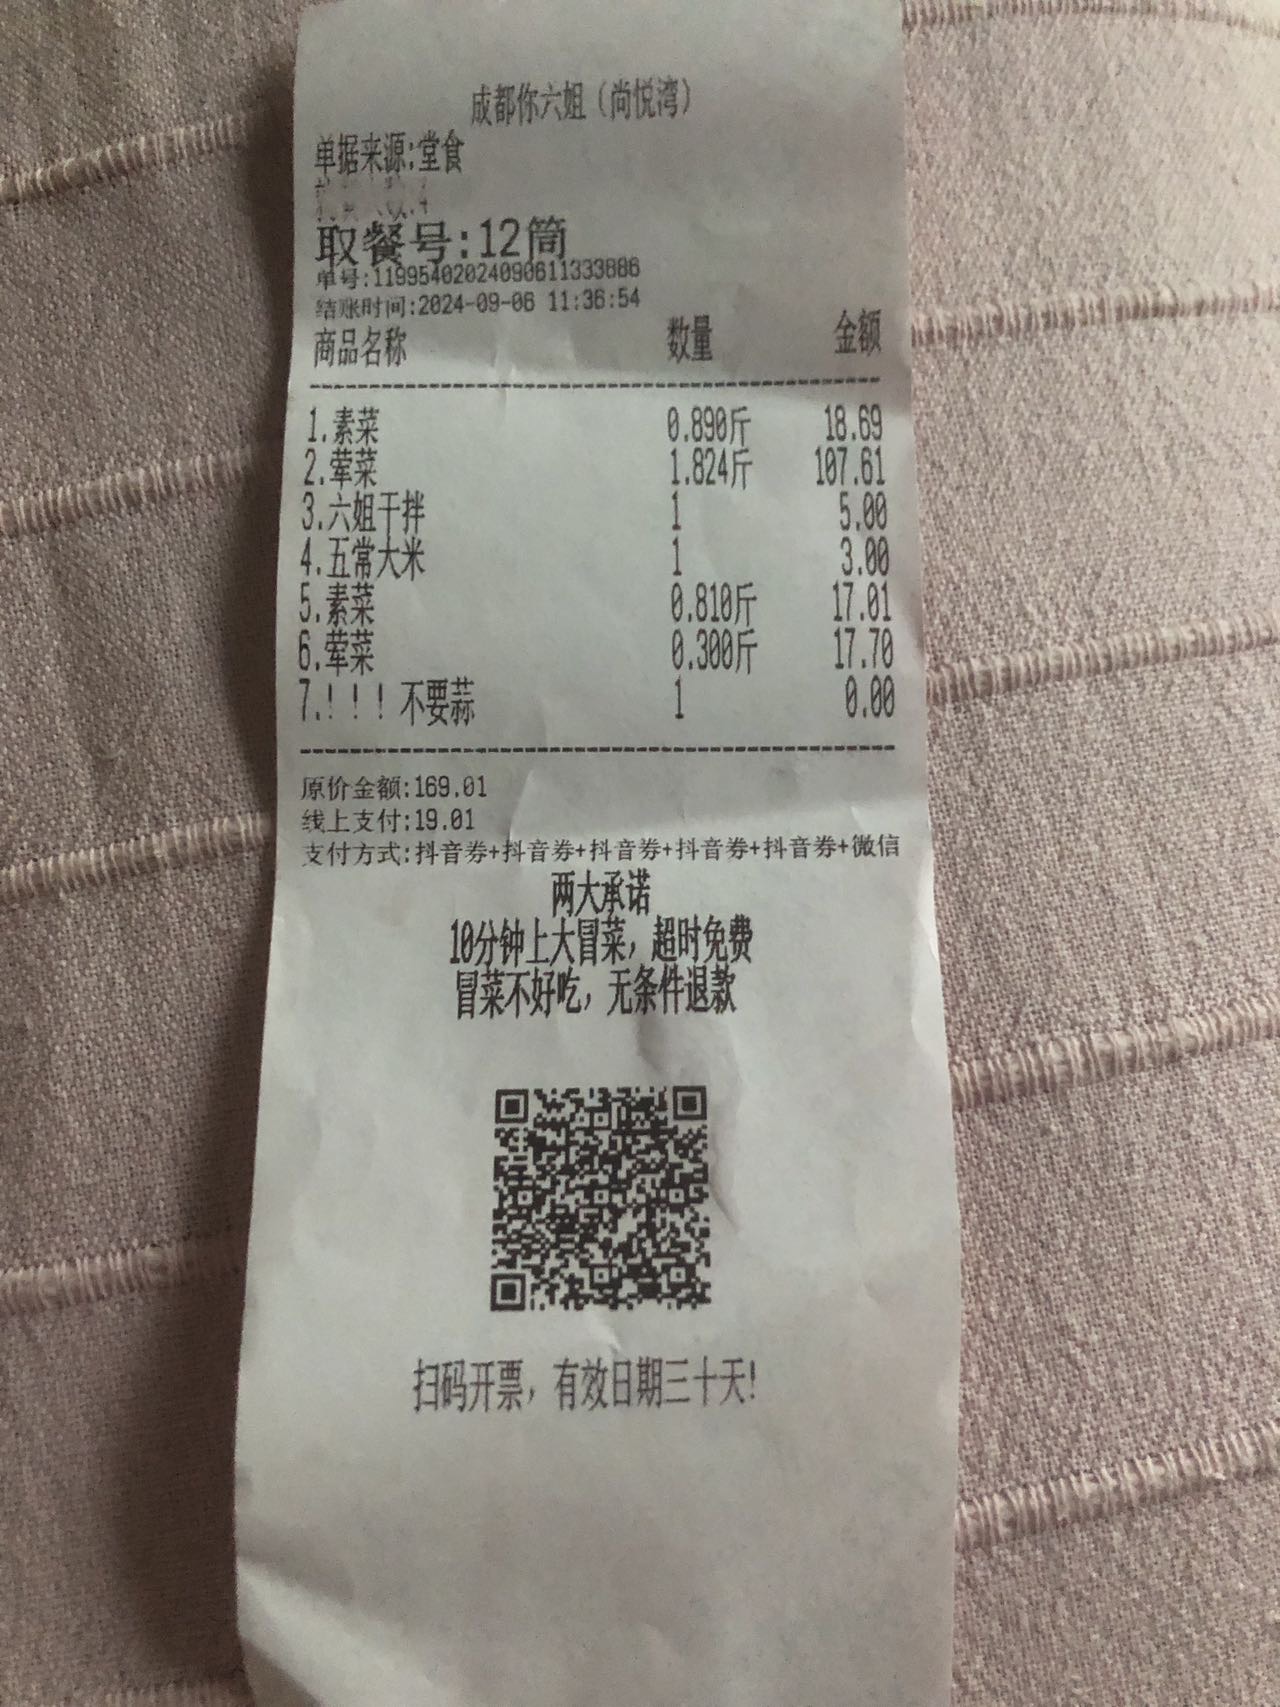 成都你六姐（尚悦湾）
单据来源:堂食
数:4
取餐号:12筒
单号:11995402024090611333886
结账时间:2024-09-06 11:36:54
商品名称 数量 金额
1.素菜 0.890斤 18.69
2.荤菜 1.824斤 107.61
3.六姐干拌 1 5.00
4.五常大米 1 3.00
5.素菜 0.810斤 17.01
6.荤菜 0.300斤 17.70
7.！！！不要蒜 1 0.00
原价金额:169.01
线上支付:19.01
支付方式:抖音券+抖音券+抖音券+抖音券+抖音券+微信
两大承诺
10分钟上大冒菜，超时免费
冒菜不好吃，无条件退款
扫码开票，有效日期三十天！